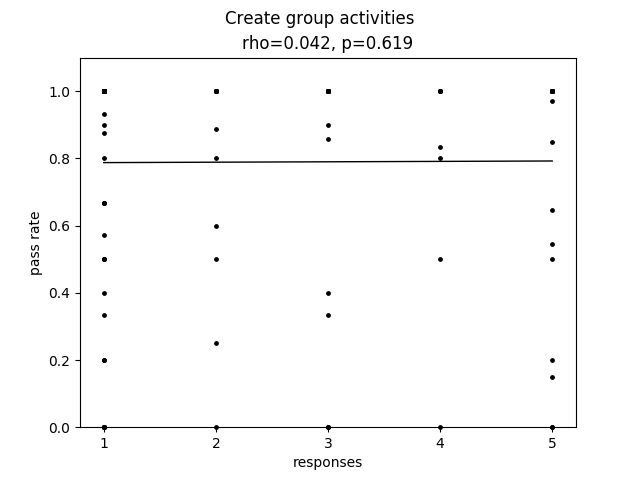 Create group activities
rho=0.042, p=0.619
1.0
0.8
0.6
0.4
0.2
0.0
pass rate
1 2 3 4 5
responses